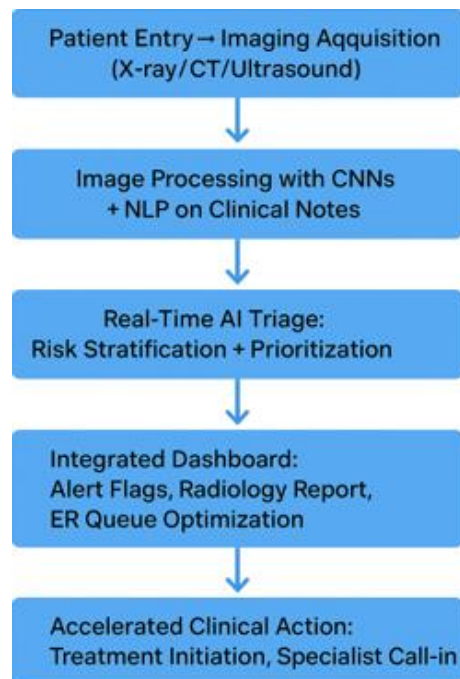 Patient Entry → Imaging Aqquisition
(X-ray/CT/Ultrasound)
Image Processing with CNNs
+ NLP on Clinical Notes
Real-Time AI Triage:
Risk Stratification + Prioritization
Integrated Dashboard:
Alert Flags, Radiology Report,
ER Queue Optimization
Accelerated Clinical Action:
Treatment Initiation, Specialist Call-in